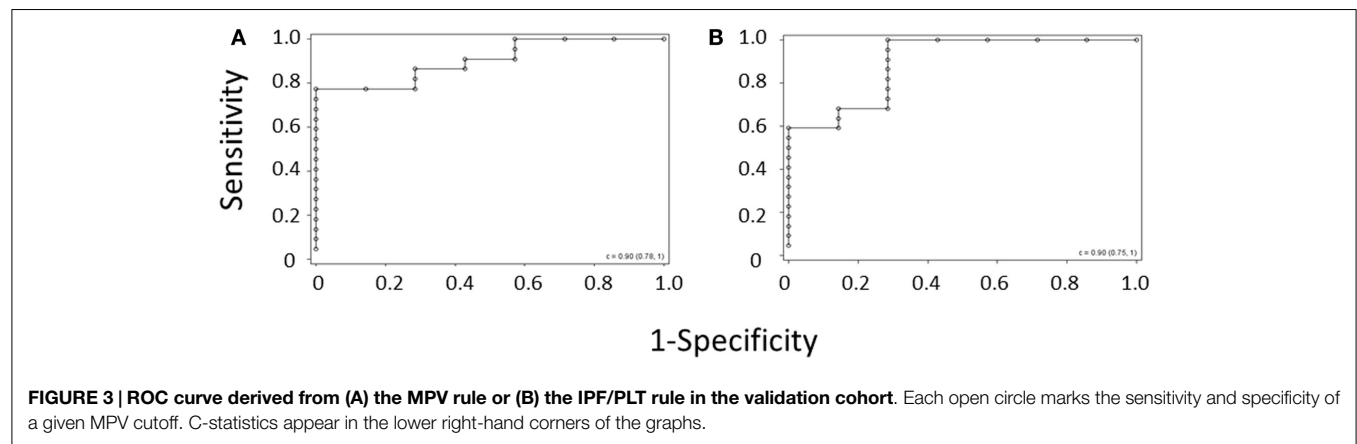 A
B
Sensitivity
1.0
0.8
0.6
0.4
0.2
0
c = 0.90 (0.78, 1)
0 0.2 0.4 0.6 0.8 1.0
1.0
0.8
0.6
0.4
0.2
0
c = 0.90 (0.75, 1)
0 0.2 0.4 0.6 0.8 1.0
1-Specificity
FIGURE 3 | ROC curve derived from (A) the MPV rule or (B) the IPF/PLT rule in the validation cohort. Each open circle marks the sensitivity and specificity of
a given MPV cutoff. C-statistics appear in the lower right-hand corners of the graphs.